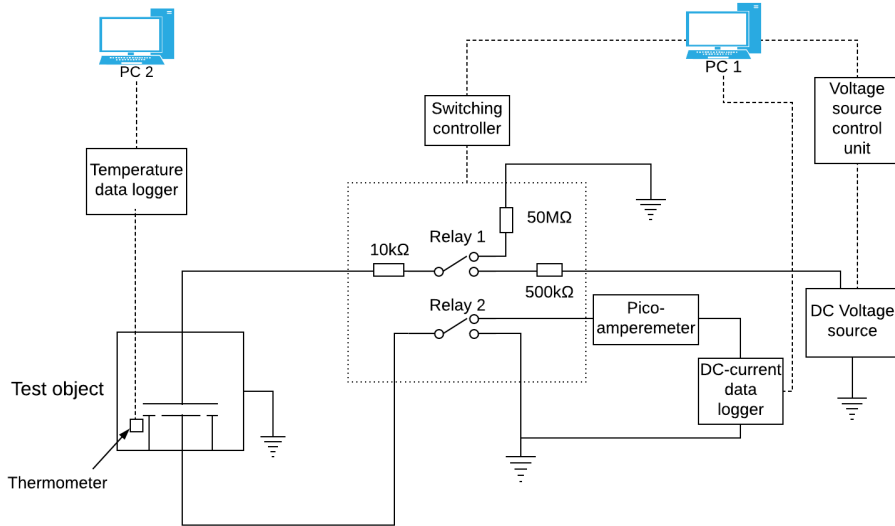 PC 2
PC 1
Switching
controller
Voltage
source
control
unit
Temperature
data logger
50MΩ
Relay 1
10kΩ
500kΩ
Relay 2
Pico-
amperemeter
DC Voltage
source
Test object
DC-current
data
logger
Thermometer